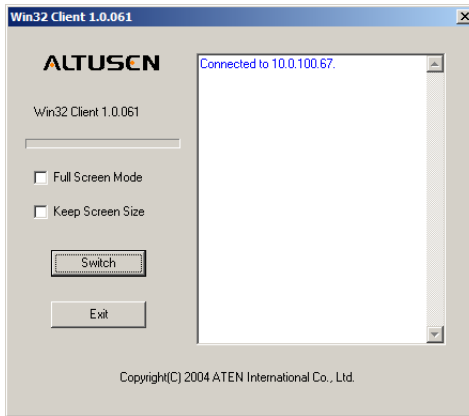 Win32 Client 1.0.061
ALTUSEN
Connected to 10.0.100.67.
Win32 Client 1.0.061
Full Screen Mode
Keep Screen Size
Switch
Exit
Copyright(C) 2004 ATEN International Co., Ltd.